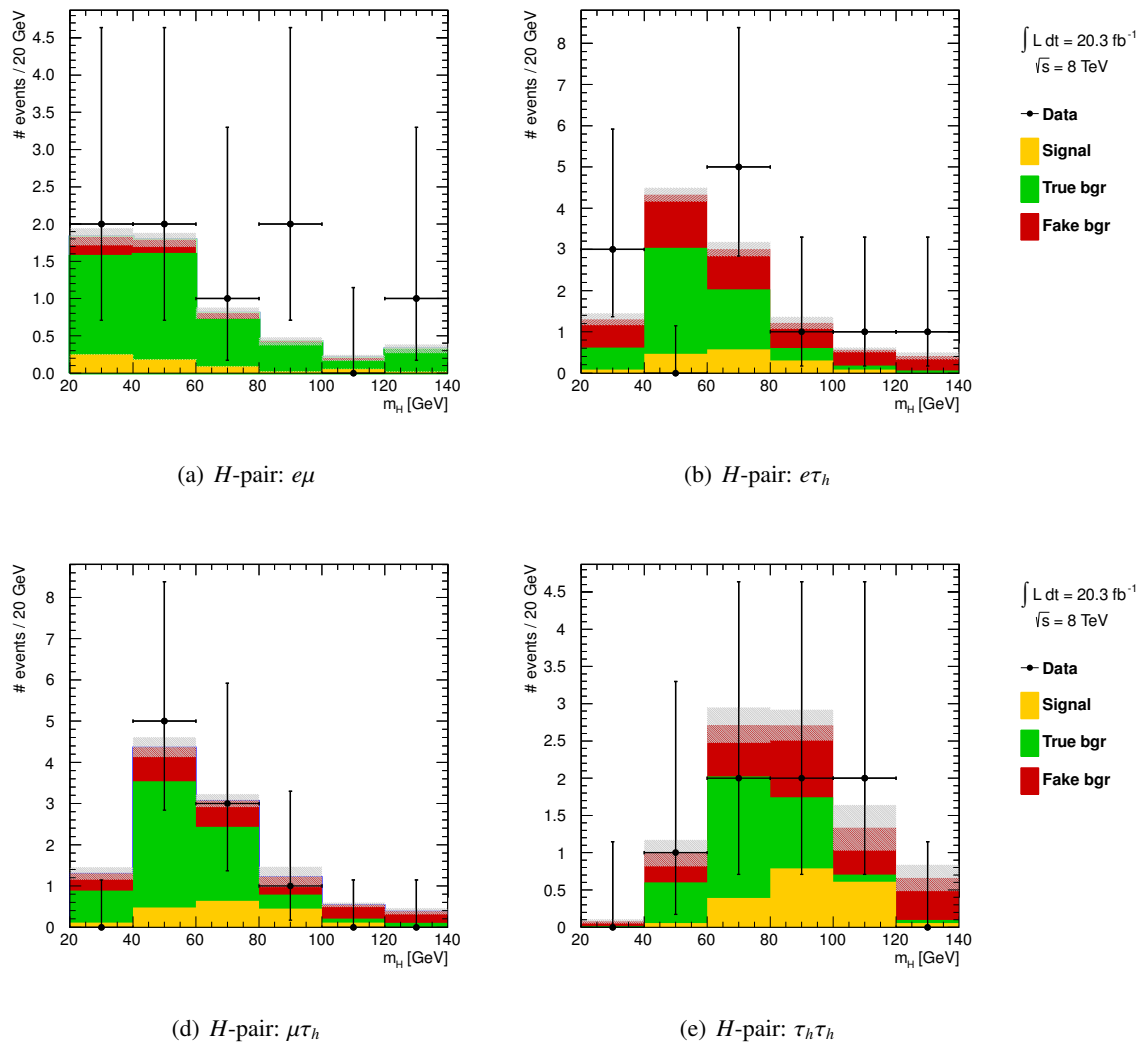 # events / 20 GeV
4.5
4.0
3.5
3.0
2.5
2.0
1.5
1.0
0.5
0.0
20 40 60 80 100 120 140
m_H [GeV]
(a) H-pair: eμ
# events / 20 GeV
8
7
6
5
4
3
2
1
0
20 40 60 80 100 120 140
m_H [GeV]
(b) H-pair: eτ_h
∫ L dt = 20.3 fb⁻¹
√s = 8 TeV
Data
Signal
True bgr
Fake bgr
# events / 20 GeV
8
7
6
5
4
3
2
1
0
20 40 60 80 100 120 140
m_H [GeV]
(d) H-pair: μτ_h
# events / 20 GeV
4.5
4
3.5
3
2.5
2
1.5
1
0.5
0
20 40 60 80 100 120 140
m_H [GeV]
(e) H-pair: τ_hτ_h
∫ L dt = 20.3 fb⁻¹
√s = 8 TeV
Data
Signal
True bgr
Fake bgr